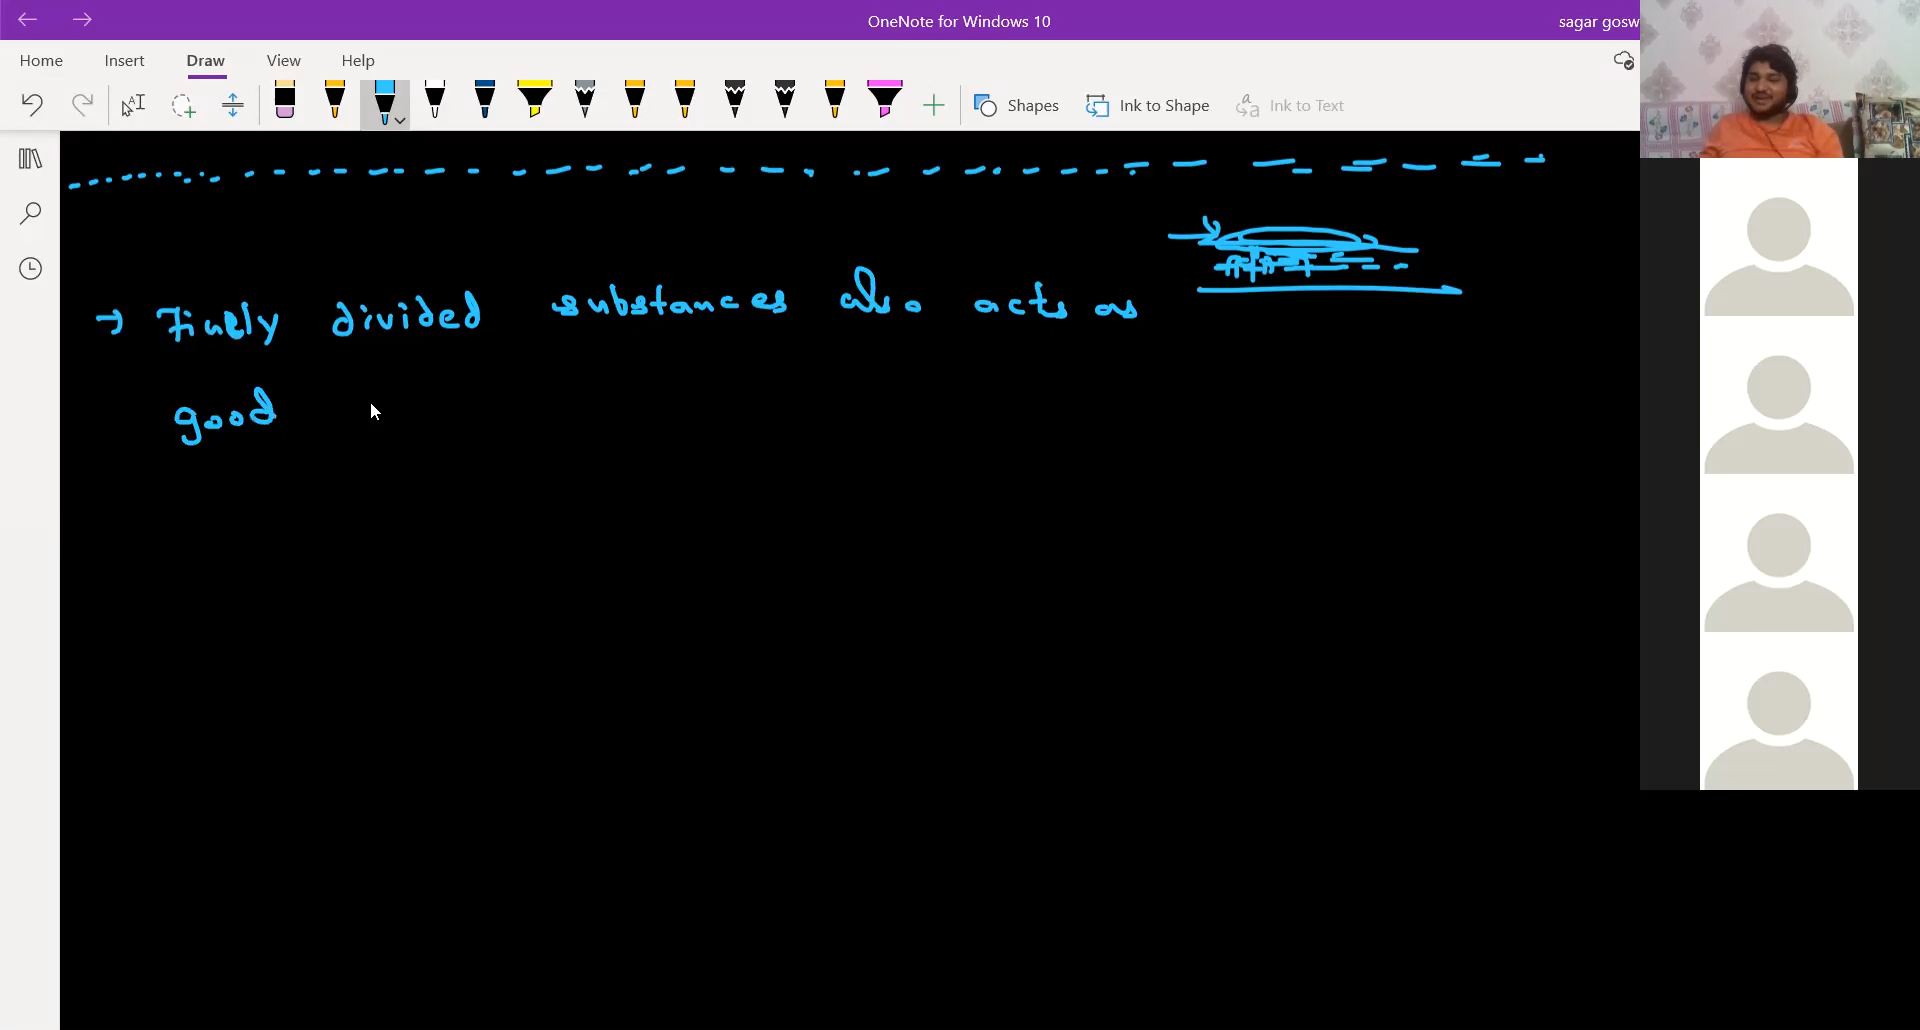 OneNote for Windows 10
sagar gosw
Home Insert Draw View Help
Shapes Ink to Shape Ink to Text
→ Finely divided substances also acts as
good